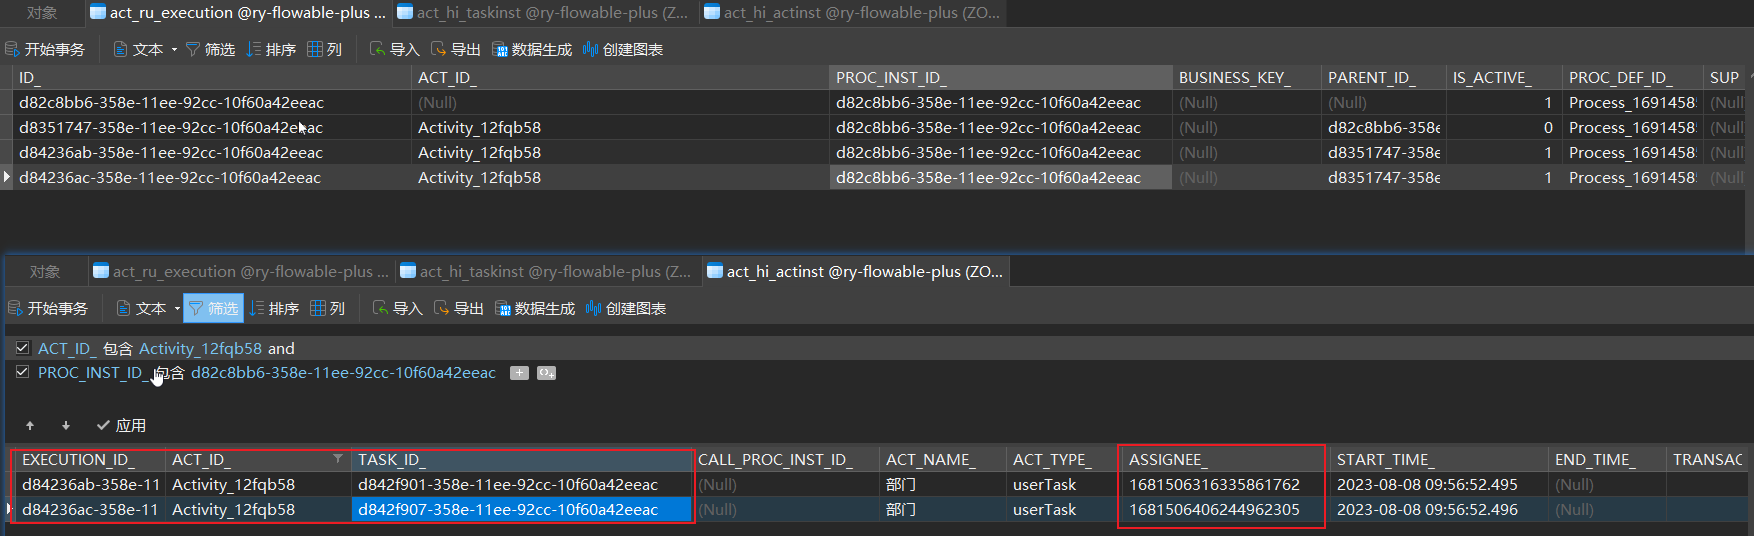 对象 act_ru_execution @ry-flowable-plus ... act_hi_taskinst @ry-flowable-plus (Z... act_hi_actinst @ry-flowable-plus (ZO...
开始事务 文本 筛选 排序 列 导入 导出 数据生成 创建图表
ID_ ACT_ID_ PROC_INST_ID_ BUSINESS_KEY_ PARENT_ID_ IS_ACTIVE_ PROC_DEF_ID_ SUP
d82c8bb6-358e-11ee-92cc-10f60a42eeac (Null) d82c8bb6-358e-11ee-92cc-10f60a42eeac (Null) (Null) 1 Process_1691458 (Null
d8351747-358e-11ee-92cc-10f60a42eeac Activity_12fqb58 d82c8bb6-358e-11ee-92cc-10f60a42eeac (Null) d82c8bb6-358e 0 Process_1691458 (Null
d84236ab-358e-11ee-92cc-10f60a42eeac Activity_12fqb58 d82c8bb6-358e-11ee-92cc-10f60a42eeac (Null) d8351747-358e 1 Process_1691458 (Null
d84236ac-358e-11ee-92cc-10f60a42eeac Activity_12fqb58 d82c8bb6-358e-11ee-92cc-10f60a42eeac (Null) d8351747-358e 1 Process_1691458 (Null
对象 act_ru_execution @ry-flowable-plus ... act_hi_taskinst @ry-flowable-plus (Z... act_hi_actinst @ry-flowable-plus (ZO...
开始事务 文本 筛选 排序 列 导入 导出 数据生成 创建图表
ACT_ID_ 包含 Activity_12fqb58 and
PROC_INST_ID_ 包含 d82c8bb6-358e-11ee-92cc-10f60a42eeac
应用
EXECUTION_ID_ ACT_ID_ TASK_ID_ CALL_PROC_INST_ID_ ACT_NAME_ ACT_TYPE_ ASSIGNEE_ START_TIME_ END_TIME_ TRANSAC
d84236ab-358e-11 Activity_12fqb58 d842f901-358e-11ee-92cc-10f60a42eeac (Null) 部门 userTask 1681506316335861762 2023-08-08 09:56:52.495 (Null)
d84236ac-358e-11 Activity_12fqb58 d842f907-358e-11ee-92cc-10f60a42eeac (Null) 部门 userTask 1681506406244962305 2023-08-08 09:56:52.496 (Null)